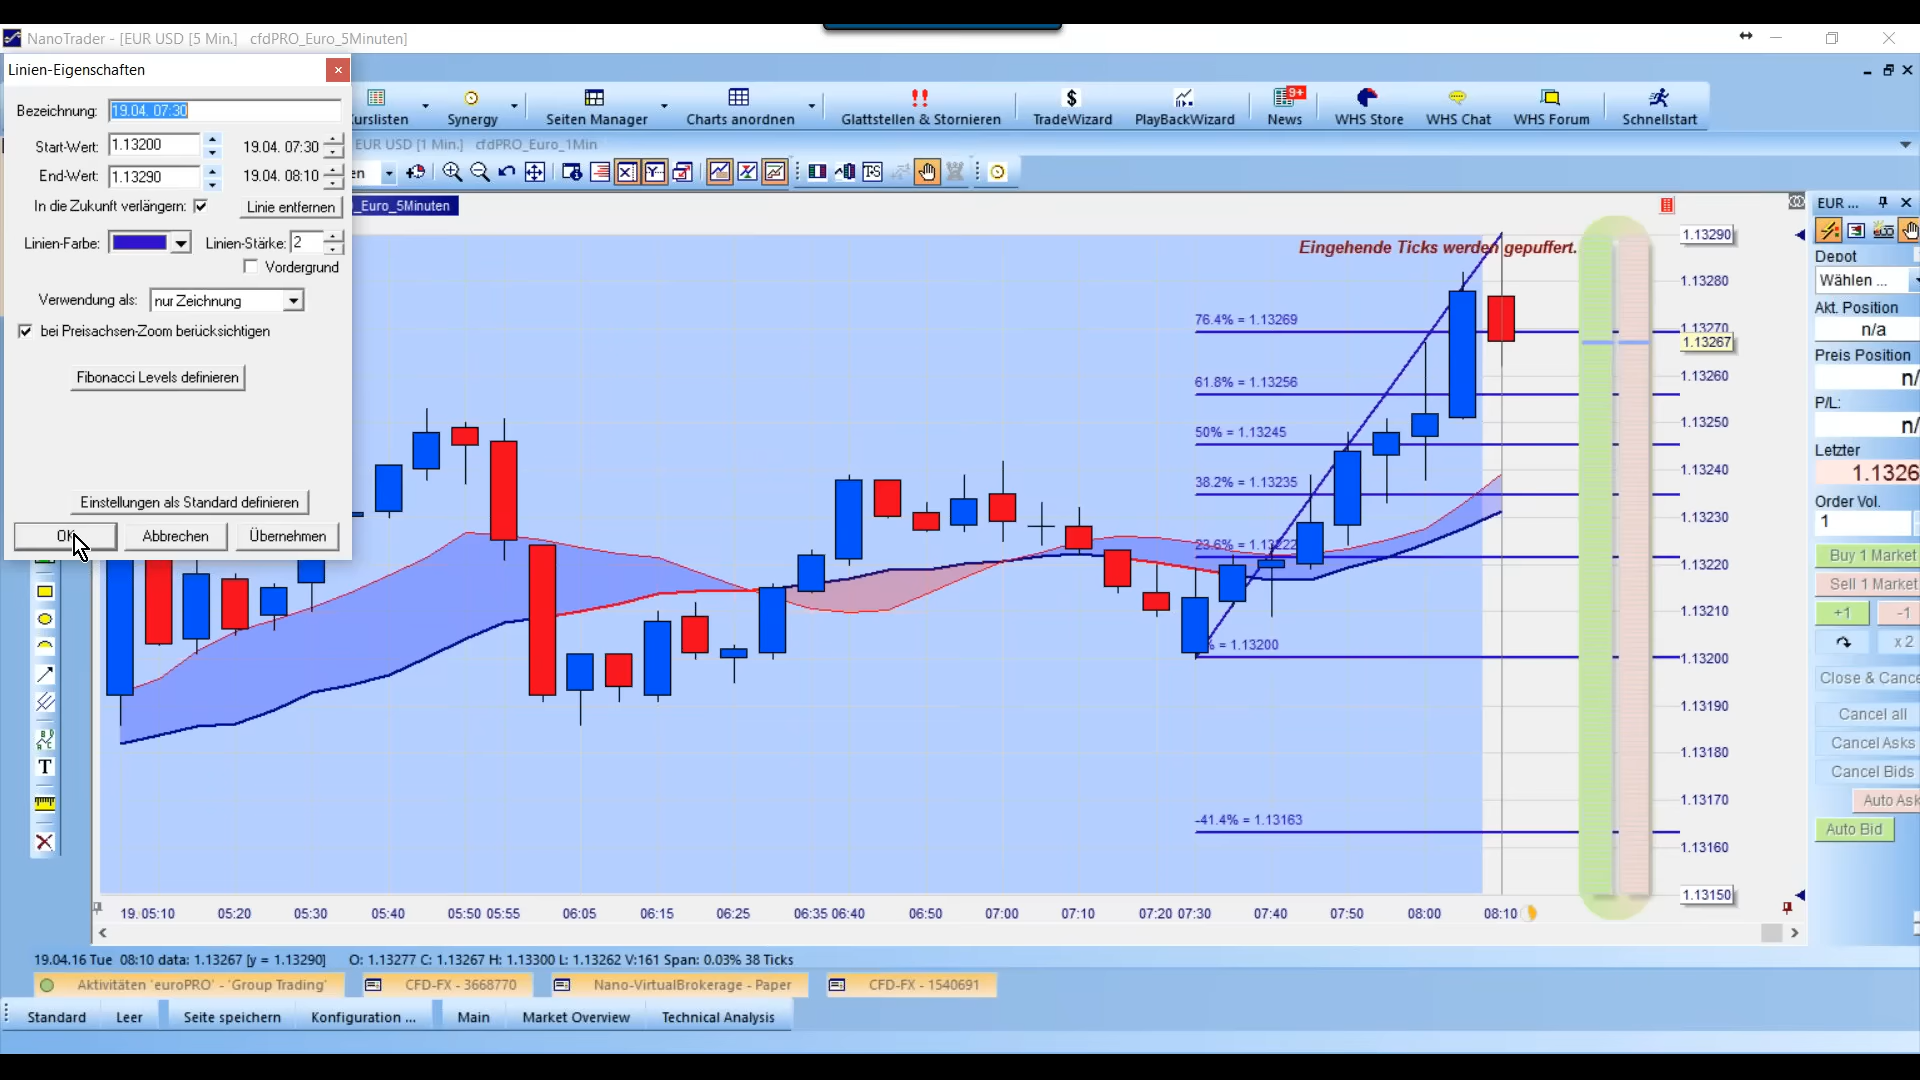 NanoTrader - [EUR USD [5 Min.] cfdPRO_Euro_5Minuten]
Linien-Eigenschaften
Bezeichnung: 19.04. 07:30
Start-Wert: 1.13200 19.04. 07:30
End-Wert: 1.13290 19.04. 08:10
In die Zukunft verlängern: Linie entfernen
Linien-Farbe: Linien-Stärke: 2
Vordergrund
Verwendung als: nur Zeichnung
bei Preisachsen-Zoom berücksichtigen
Fibonacci Levels definieren
Einstellungen als Standard definieren
OK Abbrechen Übernehmen
urslisten Synergy Seiten Manager Charts anordnen Glattstellen & Stornieren TradeWizard PlayBackWizard News 9+ WHS Store WHS Chat WHS Forum Schnellstart
EUR USD [1 Min.] cfdPRO_Euro_1Min
en
_Euro_5Minuten
Eingehende Ticks werden gepuffert.
76.4% = 1.13269
61.8% = 1.13256
50% = 1.13245
38.2% = 1.13235
23.6% = 1.13222
% = 1.13200
-41.4% = 1.13163
1.13290
1.13280
1.13270
1.13267
1.13260
1.13250
1.13240
1.13230
1.13220
1.13210
1.13200
1.13190
1.13180
1.13170
1.13160
1.13150
19. 05:10 05:20 05:30 05:40 05:50 05:55 06:05 06:15 06:25 06:35 06:40 06:50 07:00 07:10 07:20 07:30 07:40 07:50 08:00 08:10
EUR ...
Depot
Wählen ...
Akt. Position
n/a
Preis Position
n/
P/L:
n/
Letzter
1.1326
Order Vol.
1
Buy 1 Market
Sell 1 Market
+1 -1
x 2
Close & Cance
Cancel all
Cancel Asks
Cancel Bids
Auto Ask
Auto Bid
T
19.04.16 Tue 08:10 data: 1.13267 [y = 1.13290] O: 1.13277 C: 1.13267 H: 1.13300 L: 1.13262 V:161 Span: 0.03% 38 Ticks
Aktivitäten 'euroPRO' - 'Group Trading' CFD-FX - 3668770 Nano-VirtualBrokerage - Paper CFD-FX - 1540691
Standard Leer Seite speichern Konfiguration ... Main Market Overview Technical Analysis